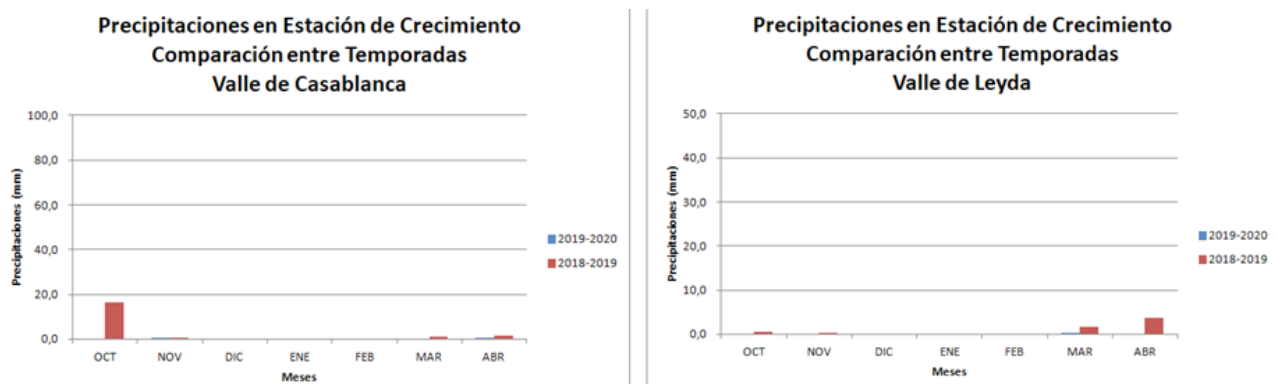 Precipitaciones en Estación de Crecimiento
Comparación entre Temporadas
Valle de Casablanca
100,0
80,0
60,0
40,0
20,0
0,0
Precipitaciones (mm)
OCT NOV DIC ENE FEB MAR ABR
Meses
2019-2020
2018-2019
Precipitaciones en Estación de Crecimiento
Comparación entre Temporadas
Valle de Leyda
50,0
40,0
30,0
20,0
10,0
0,0
Precipitaciones (mm)
OCT NOV DIC ENE FEB MAR ABR
Meses
2019-2020
2018-2019